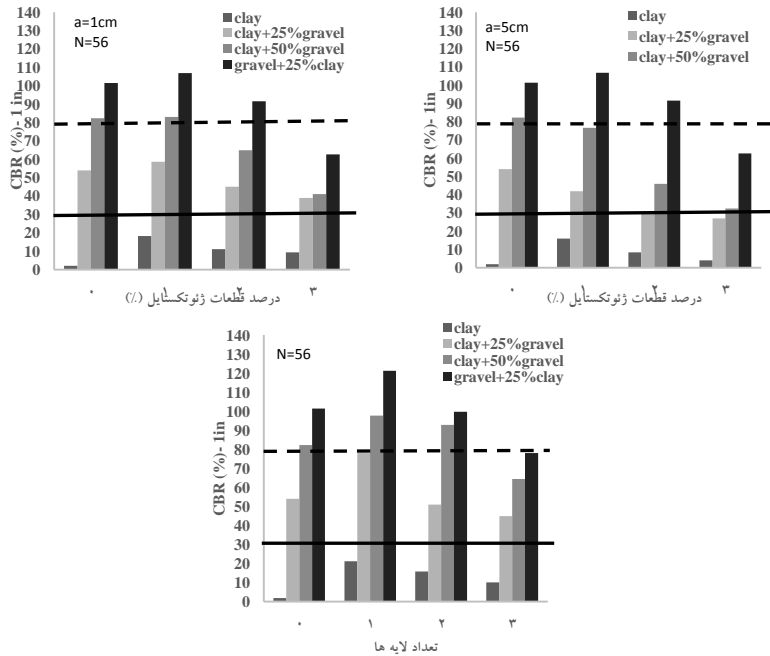 a=1cm
N=56
clay
clay+25%gravel
clay+50%gravel
gravel+25%clay
CBR (%)- 1 in
140
130
120
110
100
90
80
70
60
50
40
30
20
10
0
۰ ۱ ۲ ۳
درصد قطعات ژئوتکستایل (٪)
a=5cm
N=56
clay
clay+25%gravel
clay+50%gravel
CBR (%)- 1 in
140
130
120
110
100
90
80
70
60
50
40
30
20
10
0
۰ ۱ ۲ ۳
درصد قطعات ژئوتکستایل (٪)
N=56
clay
clay+25%gravel
clay+50%gravel
gravel+25%clay
CBR (%)- 1in
140
130
120
110
100
90
80
70
60
50
40
30
20
10
0
۰ ۱ ۲ ۳
تعداد لایه ها